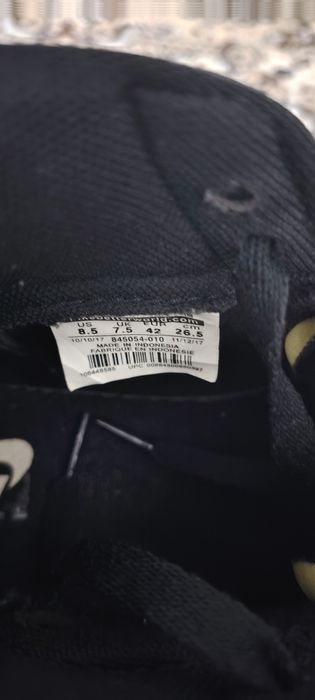 US UK EUR cm
8.5 7.5 42 26.5
10/10/17 845054-010 11/12/17
MADE IN INDONESIA
FABRIQUE EN INDONESIE
UPC